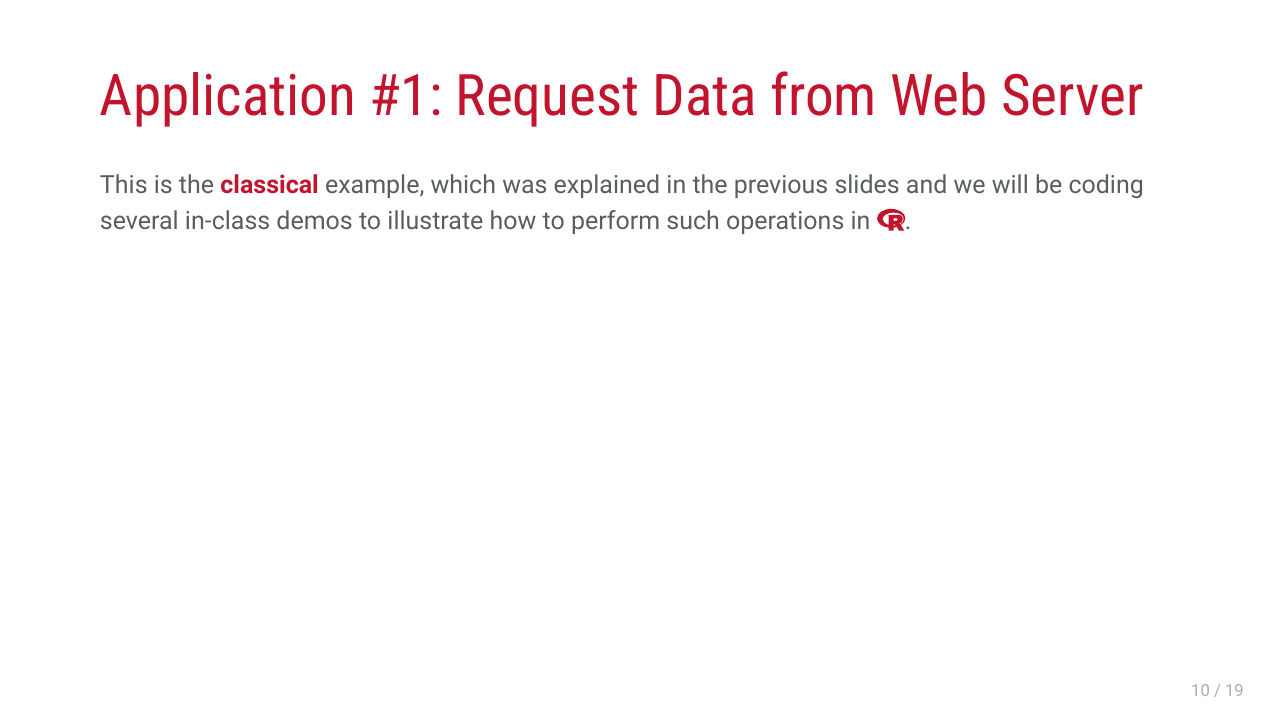 Application #1: Request Data from Web Server
This is the classical example, which was explained in the previous slides and we will be coding
several in-class demos to illustrate how to perform such operations in R.
10 / 19